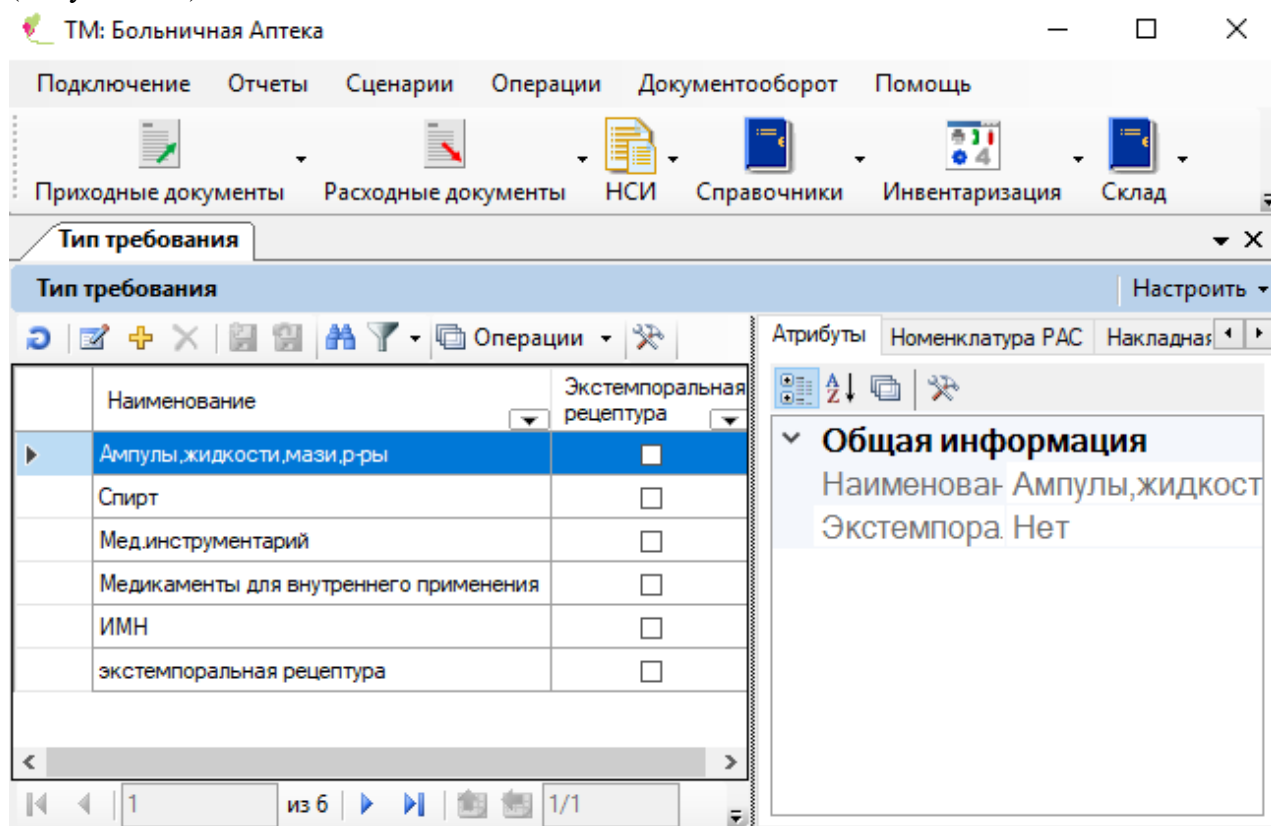 ТМ: Больничная Аптека
Подключение Отчеты Сценарии Операции Документооборот Помощь
Приходные документы Расходные документы НСИ Справочники Инвентаризация Склад
Тип требования
Тип требования Настроить
Операции
Атрибуты Номенклатура РАС Накладная
Наименование Экстемпоральная рецептура
Общая информация
Ампулы,жидкости,мази,р-ры
Наименован Ампулы,жидкост
Спирт
Экстемпора. Нет
Мед.инструментарий
Медикаменты для внутреннего применения
ИМН
экстемпоральная рецептура
1 из 6 1/1